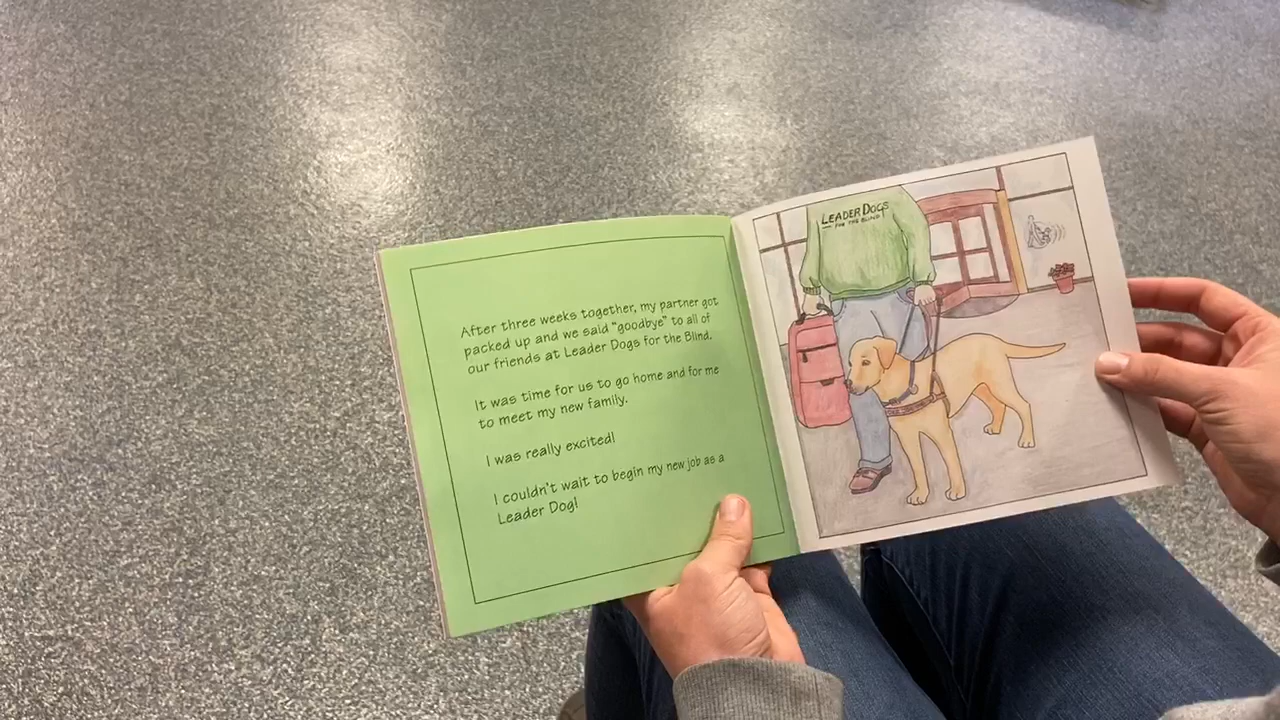 After three weeks together, my partner got
packed up and we said "goodbye" to all of
our friends at Leader Dogs for the Blind.
It was time for us to go home and for me
to meet my new family.
I was really excited!
I couldn't wait to begin my new job as a
Leader Dog!
LEADER DOGS
FOR THE BLIND